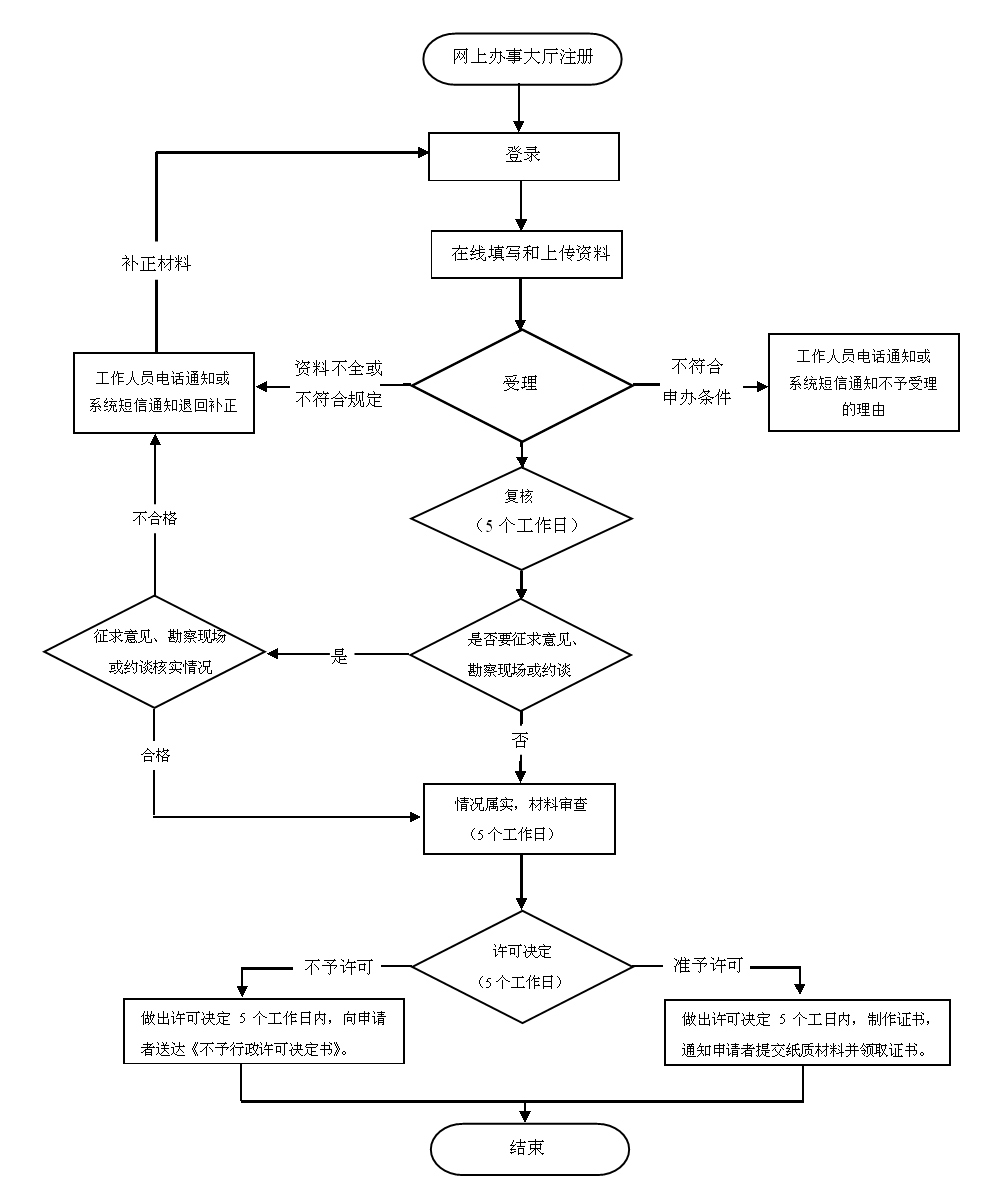 网上办事大厅注册
登录
在线填写和上传资料
补正材料
受理
资料不全或
不符合规定
不符合
申办条件
工作人员电话通知或
系统短信通知退回补正
工作人员电话通知或
系统短信通知不予受理
的理由
复核
（5 个工作日）
不合格
是否要征求意见、
勘察现场或约谈
是
征求意见、勘察现场
或约谈核实情况
否
合格
情况属实，材料审查
（5 个工作日）
许可决定
（5 个工作日）
不予许可
准予许可
做出许可决定 5 个工作日内，向申请
者送达《不予行政许可决定书》。
做出许可决定 5 个工日内，制作证书，
通知申请者提交纸质材料并领取证书。
结束